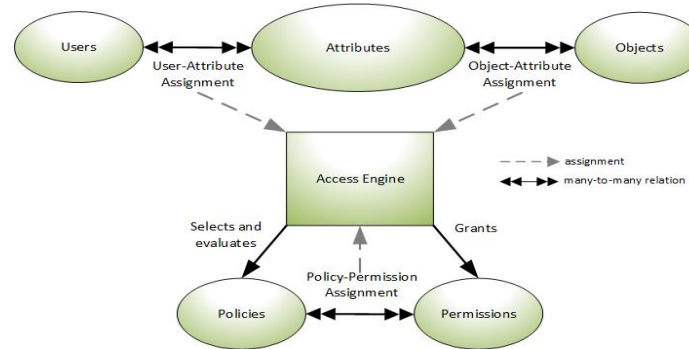 Users
Attributes
Objects
User-Attribute
Assignment
Object-Attribute
Assignment
Access Engine
assignment
many-to-many relation
Selects and
evaluates
Grants
Policy-Permission
Assignment
Policies
Permissions